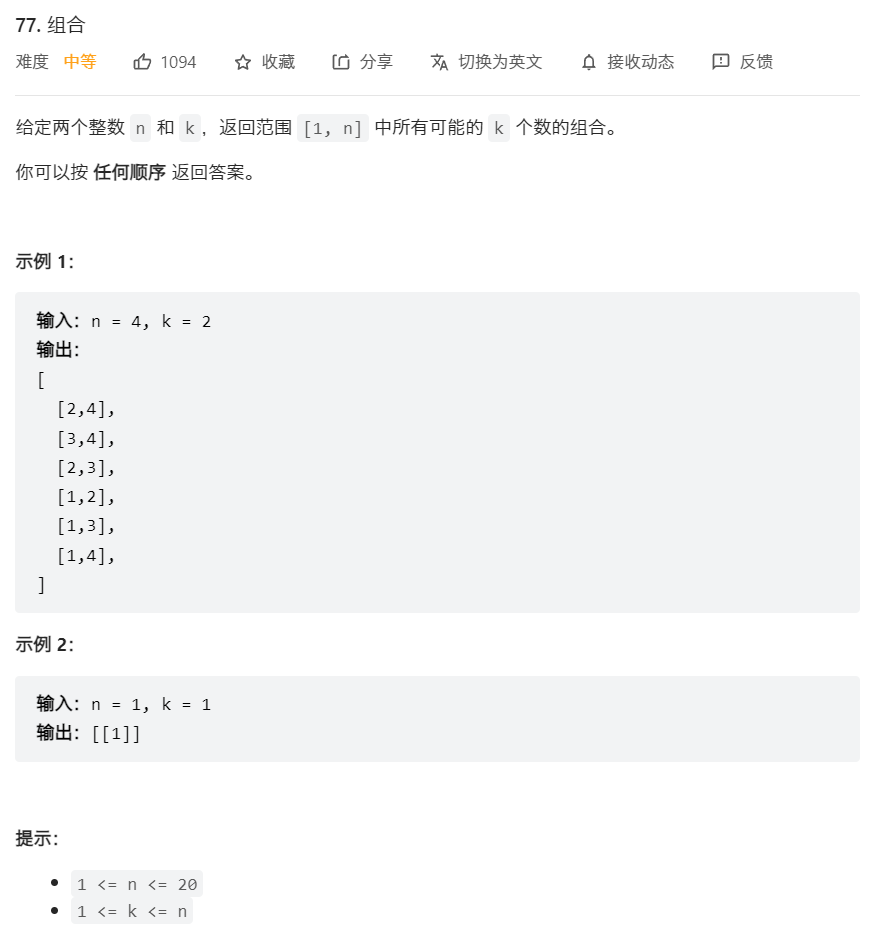 77. 组合
难度 中等 1094 收藏 分享 切换为英文 接收动态 反馈
给定两个整数 n 和 k，返回范围 [1, n] 中所有可能的 k 个数的组合。
你可以按 任何顺序 返回答案。
示例 1：
输入：n = 4, k = 2
输出：
[
[2,4],
[3,4],
[2,3],
[1,2],
[1,3],
[1,4],
]
示例 2：
输入：n = 1, k = 1
输出：[[1]]
提示：
1 <= n <= 20
1 <= k <= n